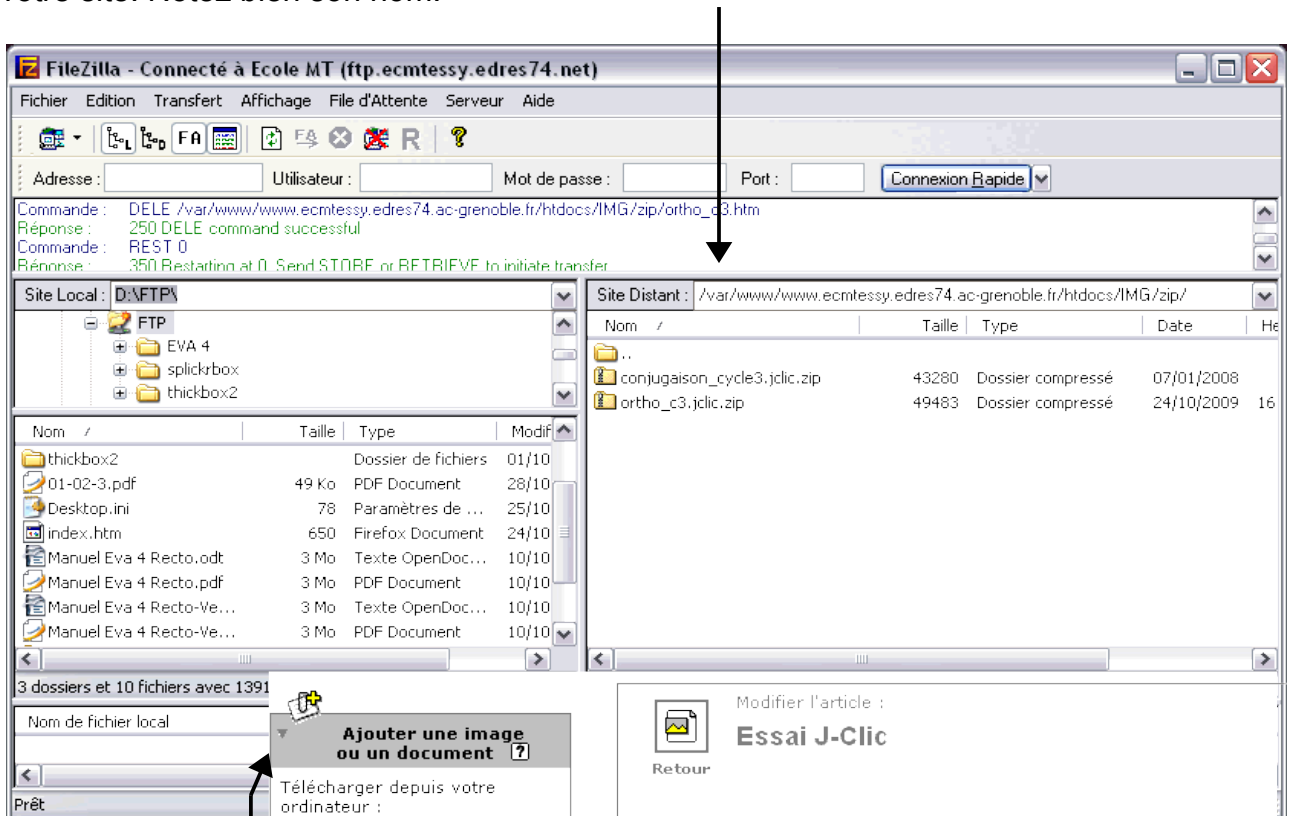 votre site. Notez bien son nom.
FileZilla - Connecté à Ecole MT (ftp.ecmtessy.edres74.net)
Fichier Edition Transfert Affichage File d'Attente Serveur Aide
Adresse : Utilisateur : Mot de passe : Port : Connexion Rapide
Commande : DELE /var/www/www.ecmtessy.edres74.ac-grenoble.fr/htdocs/IMG/zip/ortho_c3.htm
Réponse : 250 DELE command successful
Commande : REST 0
Réponse : 350 Restarting at 0. Send STORE or RETRIEVE to initiate transfer
Site Local : D:\FTP\
FTP
EVA 4
splickrbox
thickbox2
Nom Taille Type Modif
thickbox2 Dossier de fichiers 01/10
01-02-3.pdf 49 Ko PDF Document 28/10
Desktop.ini 78 Paramètres de ... 25/10
index.htm 650 Firefox Document 24/10
Manuel Eva 4 Recto.odt 3 Mo Texte OpenDoc... 10/10
Manuel Eva 4 Recto.pdf 3 Mo PDF Document 10/10
Manuel Eva 4 Recto-Ve... 3 Mo Texte OpenDoc... 10/10
Manuel Eva 4 Recto-Ve... 3 Mo PDF Document 10/10
3 dossiers et 10 fichiers avec 1391
Nom de fichier local
Prêt
Site Distant : /var/www/www.ecmtessy.edres74.ac-grenoble.fr/htdocs/IMG/zip/
Nom Taille Type Date He
..
conjugaison_cycle3.jclic.zip 43280 Dossier compressé 07/01/2008
ortho_c3.jclic.zip 49483 Dossier compressé 24/10/2009 16
Ajouter une image
ou un document ?
Télécharger depuis votre
ordinateur :
Retour
Modifier l'article :
Essai J-Clic